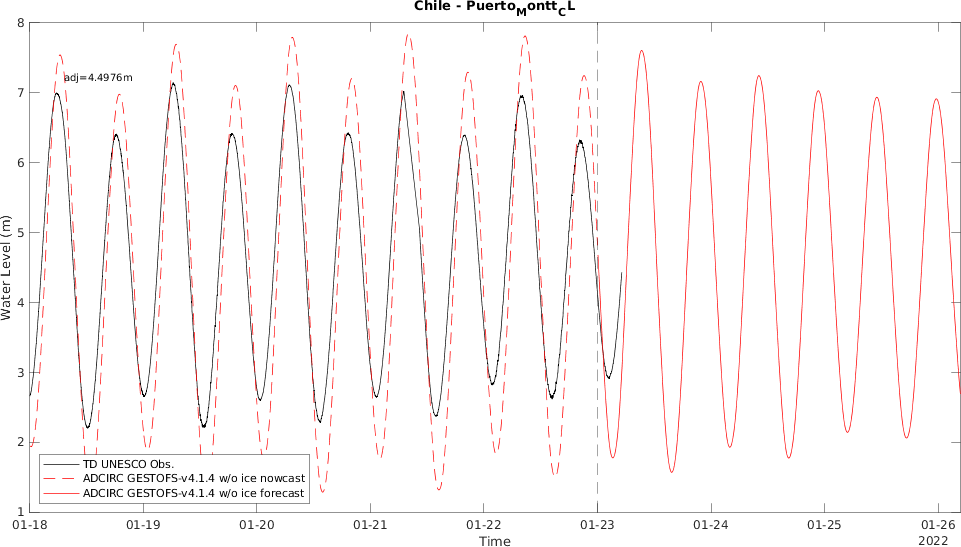 Chile - PuertoMonttCL
adj=4.4976m
8
7
6
5
4
3
2
1
Water Level (m)
TD UNESCO Obs.
ADCIRC GESTOFS-v4.1.4 w/o ice nowcast
ADCIRC GESTOFS-v4.1.4 w/o ice forecast
01-18 01-19 01-20 01-21 01-22 01-23 01-24 01-25 01-26
Time
2022